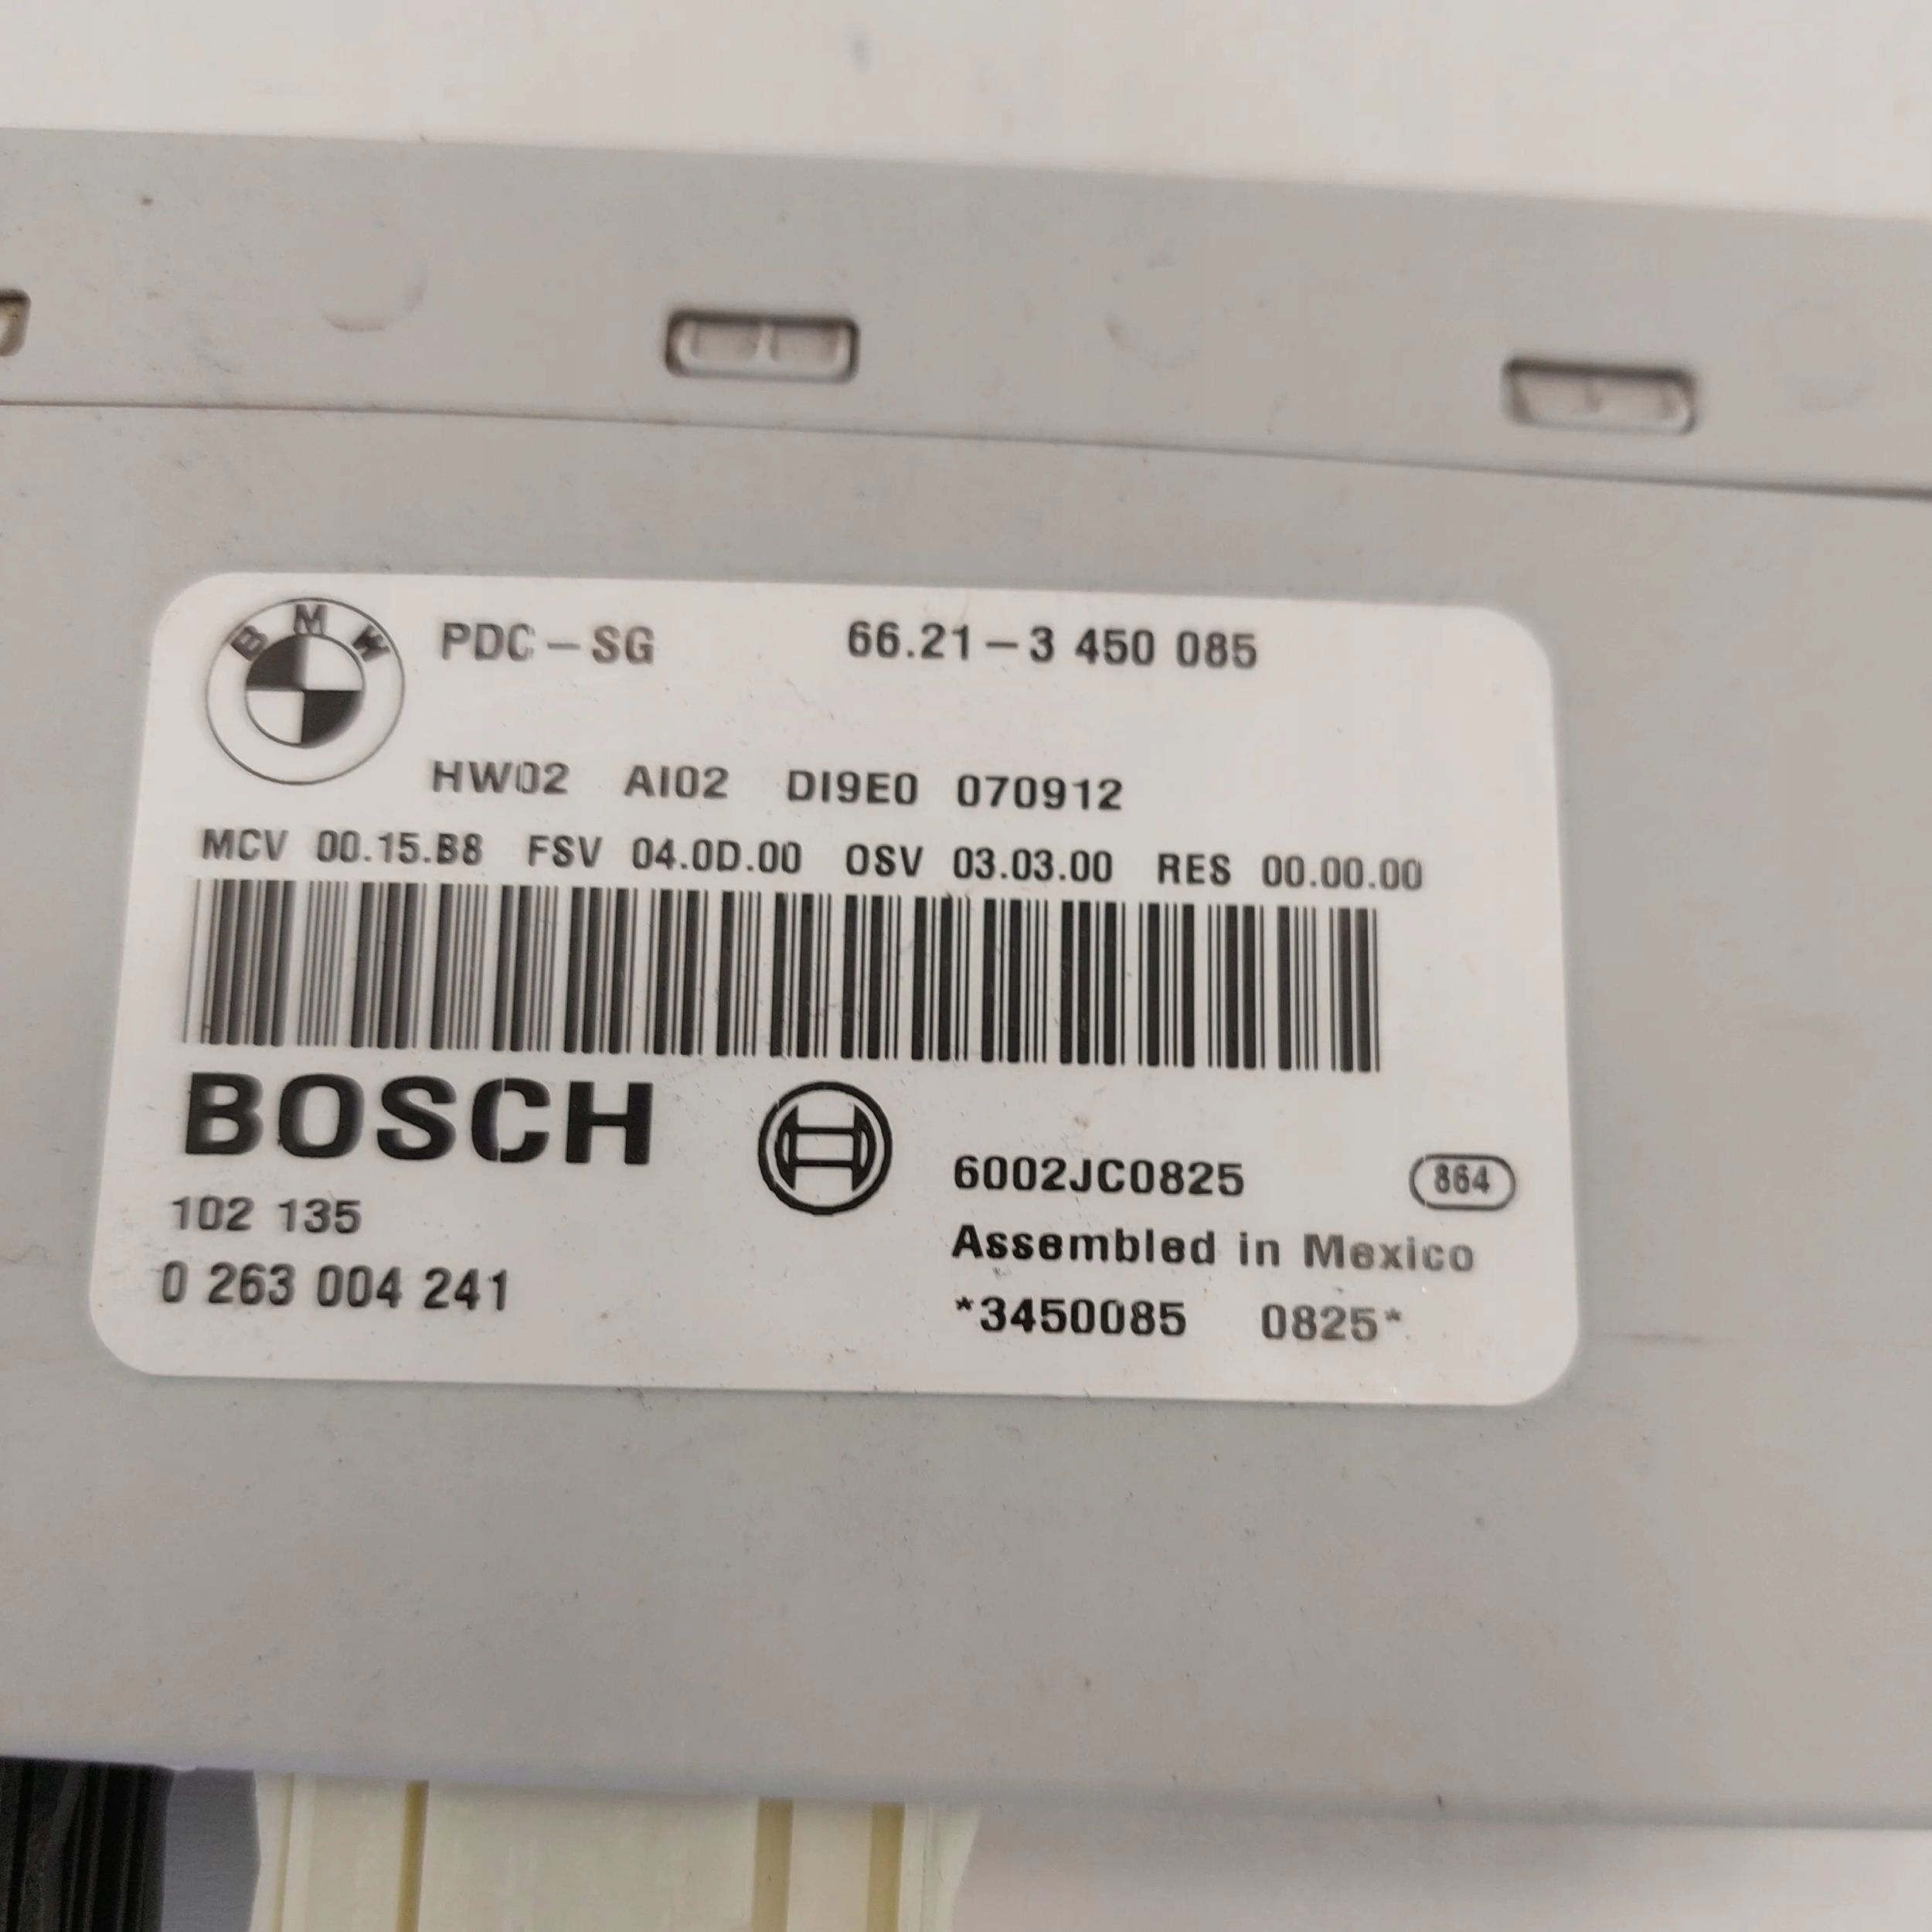 BMW
PDC-SG 66.21-3 450 085
HW02 AI02 DI9E0 070912
MCV 00.15.B8 FSV 04.0D.00 OSV 03.03.00 RES 00.00.00
BOSCH
102 135
0 263 004 241
6002JC0825 864
Assembled in Mexico
*3450085 0825*